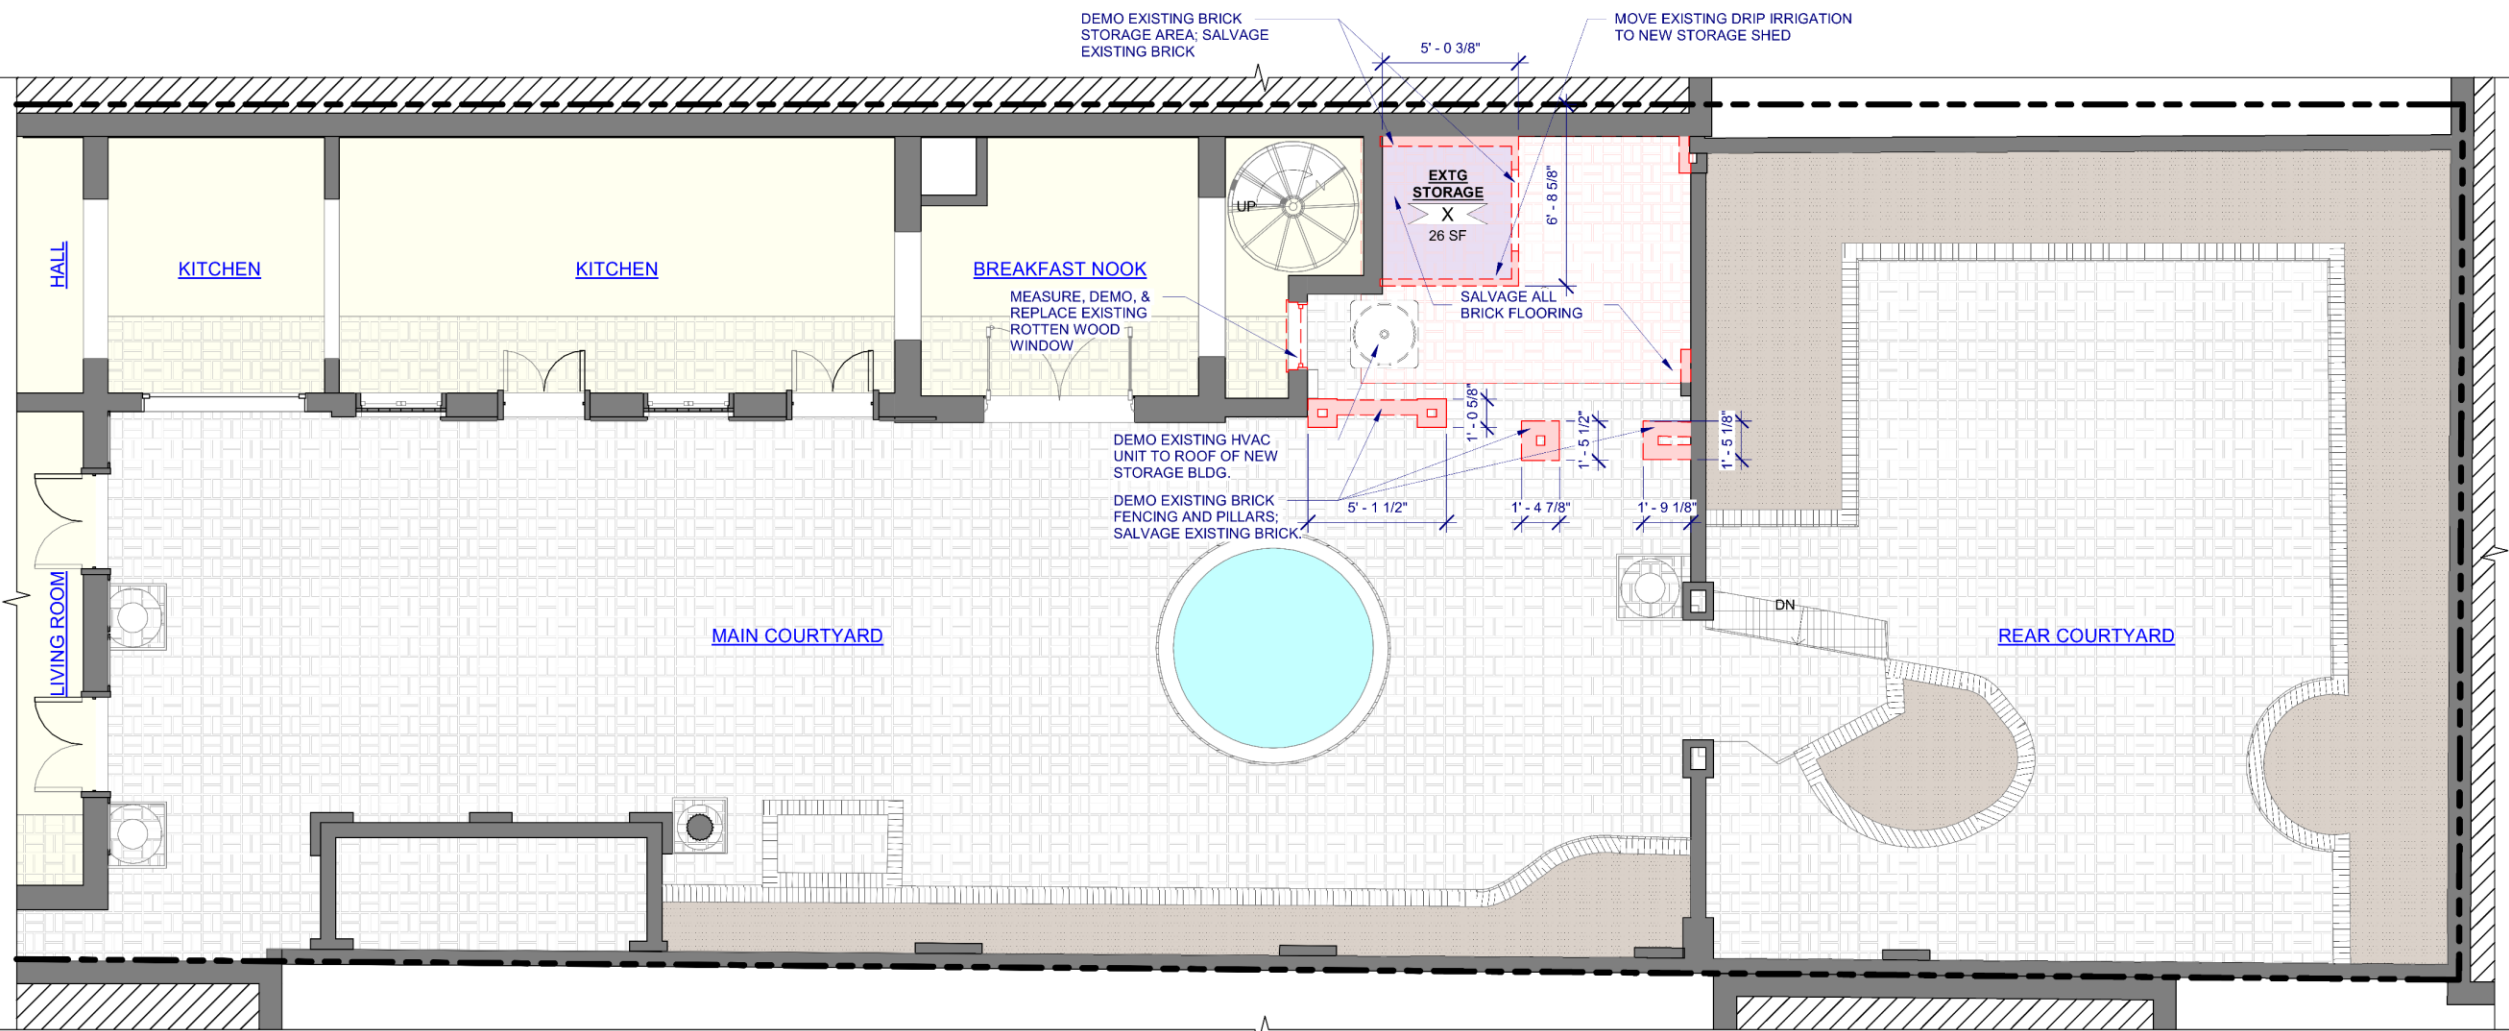 DEMO EXISTING BRICK
STORAGE AREA; SALVAGE
EXISTING BRICK
5' - 0 3/8"
MOVE EXISTING DRIP IRRIGATION
TO NEW STORAGE SHED
EXTG
STORAGE
X
26 SF
6' - 8 5/8"
UP
HALL
KITCHEN
KITCHEN
BREAKFAST NOOK
MEASURE, DEMO, &
REPLACE EXISTING
ROTTEN WOOD
WINDOW
SALVAGE ALL
BRICK FLOORING
1' - 0 5/8"
1' - 5 1/2"
1' - 5 1/8"
DEMO EXISTING HVAC
UNIT TO ROOF OF NEW
STORAGE BLDG.
DEMO EXISTING BRICK
FENCING AND PILLARS;
SALVAGE EXISTING BRICK.
5' - 1 1/2"
1' - 4 7/8"
1' - 9 1/8"
LIVING ROOM
MAIN COURTYARD
DN
REAR COURTYARD